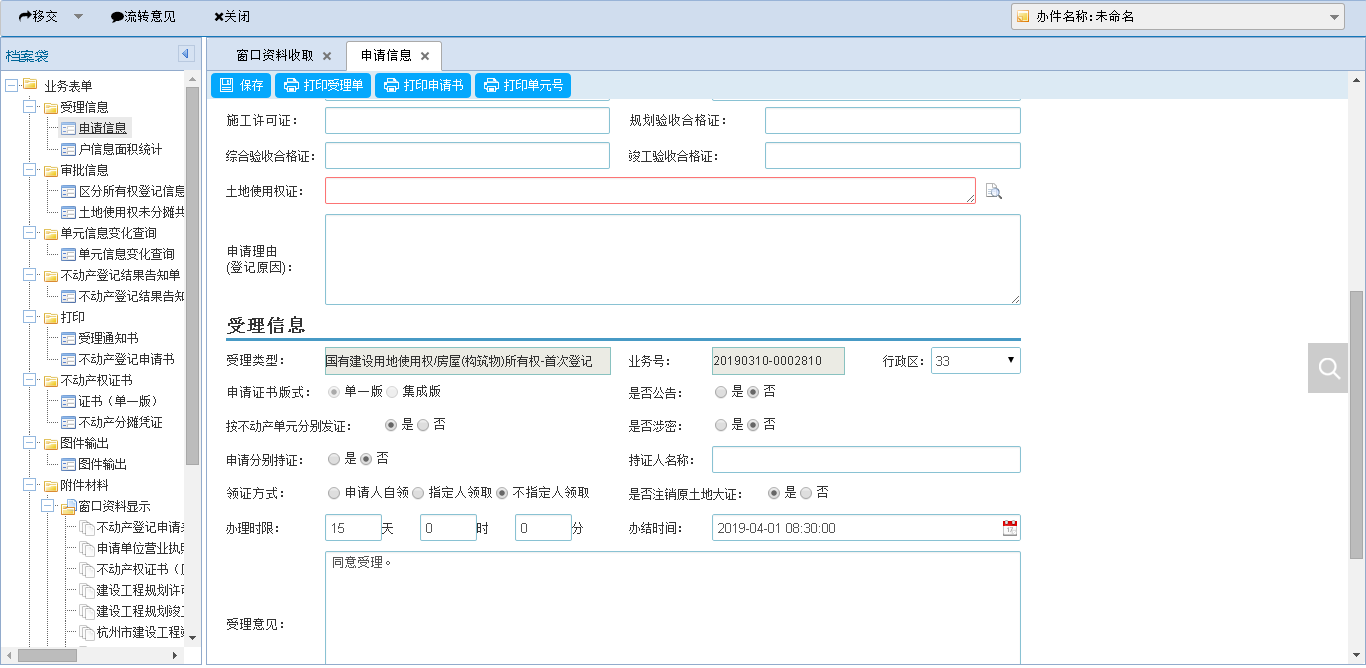 移交 流转意见 关闭 办件名称:未命名
档案袋 窗口资料收取 申请信息
保存 打印受理单 打印申请书 打印单元号
业务表单
受理信息
申请信息
户信息面积统计
审批信息
区分所有权登记信息
土地使用权未分摊共
单元信息变化查询
单元信息变化查询
不动产登记结果告知单
不动产登记结果告知
打印
受理通知书
不动产登记申请书
不动产权证书
证书（单一版）
不动产分摊凭证
图件输出
图件输出
附件材料
窗口资料显示
不动产登记申请表
申请单位营业执照
不动产权证书（
建设工程规划许可
建设工程规划竣工
杭州市建设工程
施工许可证： 规划验收合格证：
综合验收合格证： 竣工验收合格证：
土地使用权证：
申请理由
(登记原因)：
受理信息
受理类型： 国有建设用地使用权/房屋(构筑物)所有权-首次登记 业务号： 20190310-0002810 行政区： 33
申请证书版式： 单一版 集成版 是否公告： 是 否
按不动产单元分别发证： 是 否 是否涉密： 是 否
申请分别持证： 是 否 持证人名称：
领证方式： 申请人自领 指定人领取 不指定人领取 是否注销原土地大证： 是 否
办理时限： 15 天 0 时 0 分 办结时间： 2019-04-01 08:30:00
同意受理。
受理意见：